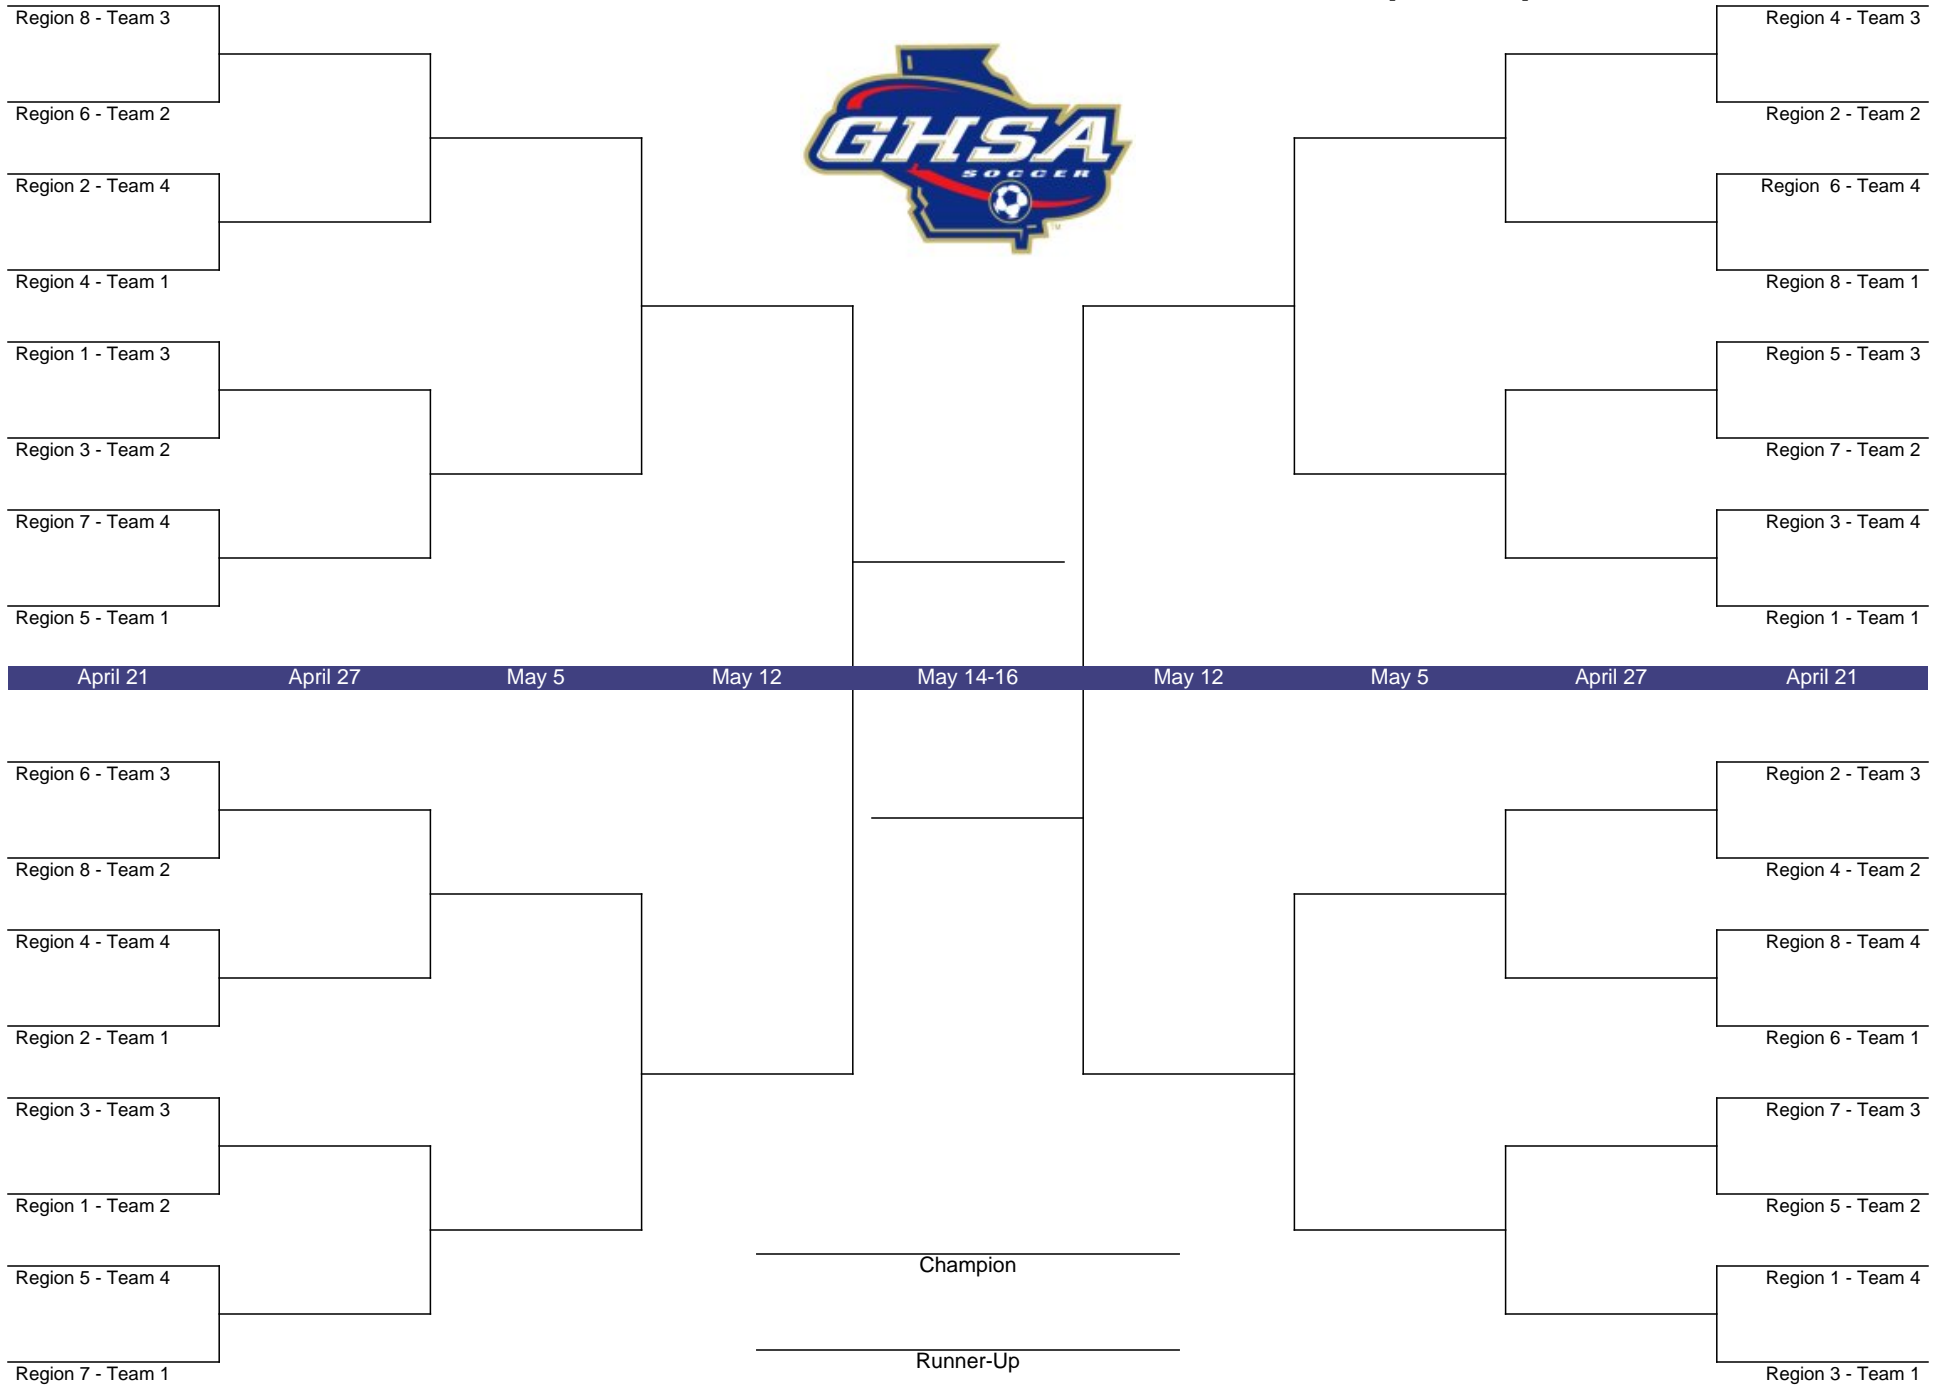 Region 8 - Team 3
Region 6 - Team 2
Region 2 - Team 4
Region 4 - Team 1
Region 1 - Team 3
Region 3 - Team 2
Region 7 - Team 4
Region 5 - Team 1
GHSA
SOCCER
TM
Region 4 - Team 3
Region 2 - Team 2
Region 6 - Team 4
Region 8 - Team 1
Region 5 - Team 3
Region 7 - Team 2
Region 3 - Team 4
Region 1 - Team 1
April 21 April 27 May 5 May 12 May 14-16 May 12 May 5 April 27 April 21
Region 6 - Team 3
Region 8 - Team 2
Region 4 - Team 4
Region 2 - Team 1
Region 3 - Team 3
Region 1 - Team 2
Region 5 - Team 4
Region 7 - Team 1
Champion
Runner-Up
Region 2 - Team 3
Region 4 - Team 2
Region 8 - Team 4
Region 6 - Team 1
Region 7 - Team 3
Region 5 - Team 2
Region 1 - Team 4
Region 3 - Team 1